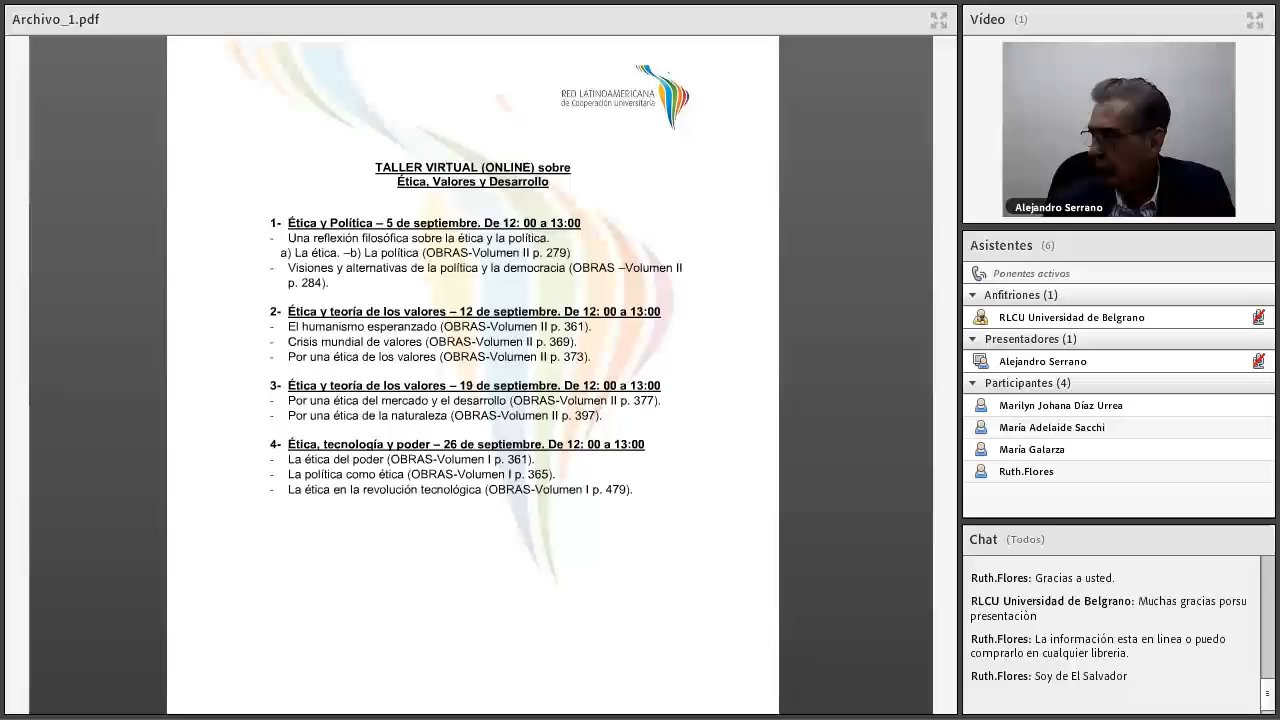 Archivo_1.pdf
RED LATINOAMERICANA
de Cooperación Universitaria
TALLER VIRTUAL (ONLINE) sobre
Ética, Valores y Desarrollo
1- Ética y Política – 5 de septiembre. De 12: 00 a 13:00
- Una reflexión filosófica sobre la ética y la política.
a) La ética. –b) La política (OBRAS-Volumen II p. 279)
- Visiones y alternativas de la política y la democracia (OBRAS –Volumen II
p. 284).
2- Ética y teoría de los valores – 12 de septiembre. De 12: 00 a 13:00
- El humanismo esperanzado (OBRAS-Volumen II p. 361).
- Crisis mundial de valores (OBRAS-Volumen II p. 369).
- Por una ética de los valores (OBRAS-Volumen II p. 373).
3- Ética y teoría de los valores – 19 de septiembre. De 12: 00 a 13:00
- Por una ética del mercado y el desarrollo (OBRAS-Volumen II p. 377).
- Por una ética de la naturaleza (OBRAS-Volumen II p. 397).
4- Ética, tecnología y poder – 26 de septiembre. De 12: 00 a 13:00
- La ética del poder (OBRAS-Volumen I p. 361).
- La política como ética (OBRAS-Volumen I p. 365).
- La ética en la revolución tecnológica (OBRAS-Volumen I p. 479).
Vídeo (1)
Alejandro Serrano
Asistentes (6)
Ponentes activos
Anfitriones (1)
RLCU Universidad de Belgrano
Presentadores (1)
Alejandro Serrano
Participantes (4)
Marilyn Johana Díaz Urrea
María Adelaide Sacchi
María Galarza
Ruth.Flores
Chat (Todos)
Ruth.Flores: Gracias a usted.
RLCU Universidad de Belgrano: Muchas gracias porsu
presentaciòn
Ruth.Flores: La información esta en linea o puedo
comprarlo en cualquier libreria.
Ruth.Flores: Soy de El Salvador